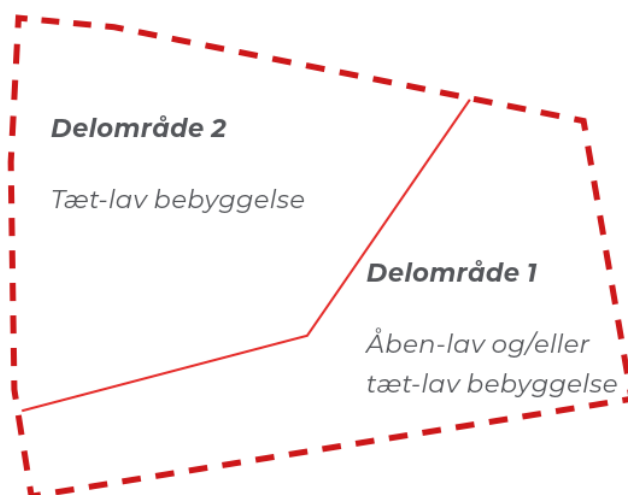 Delområde 2
Tæt-lav bebyggelse
Delområde 1
Åben-lav og/eller
tæt-lav bebyggelse